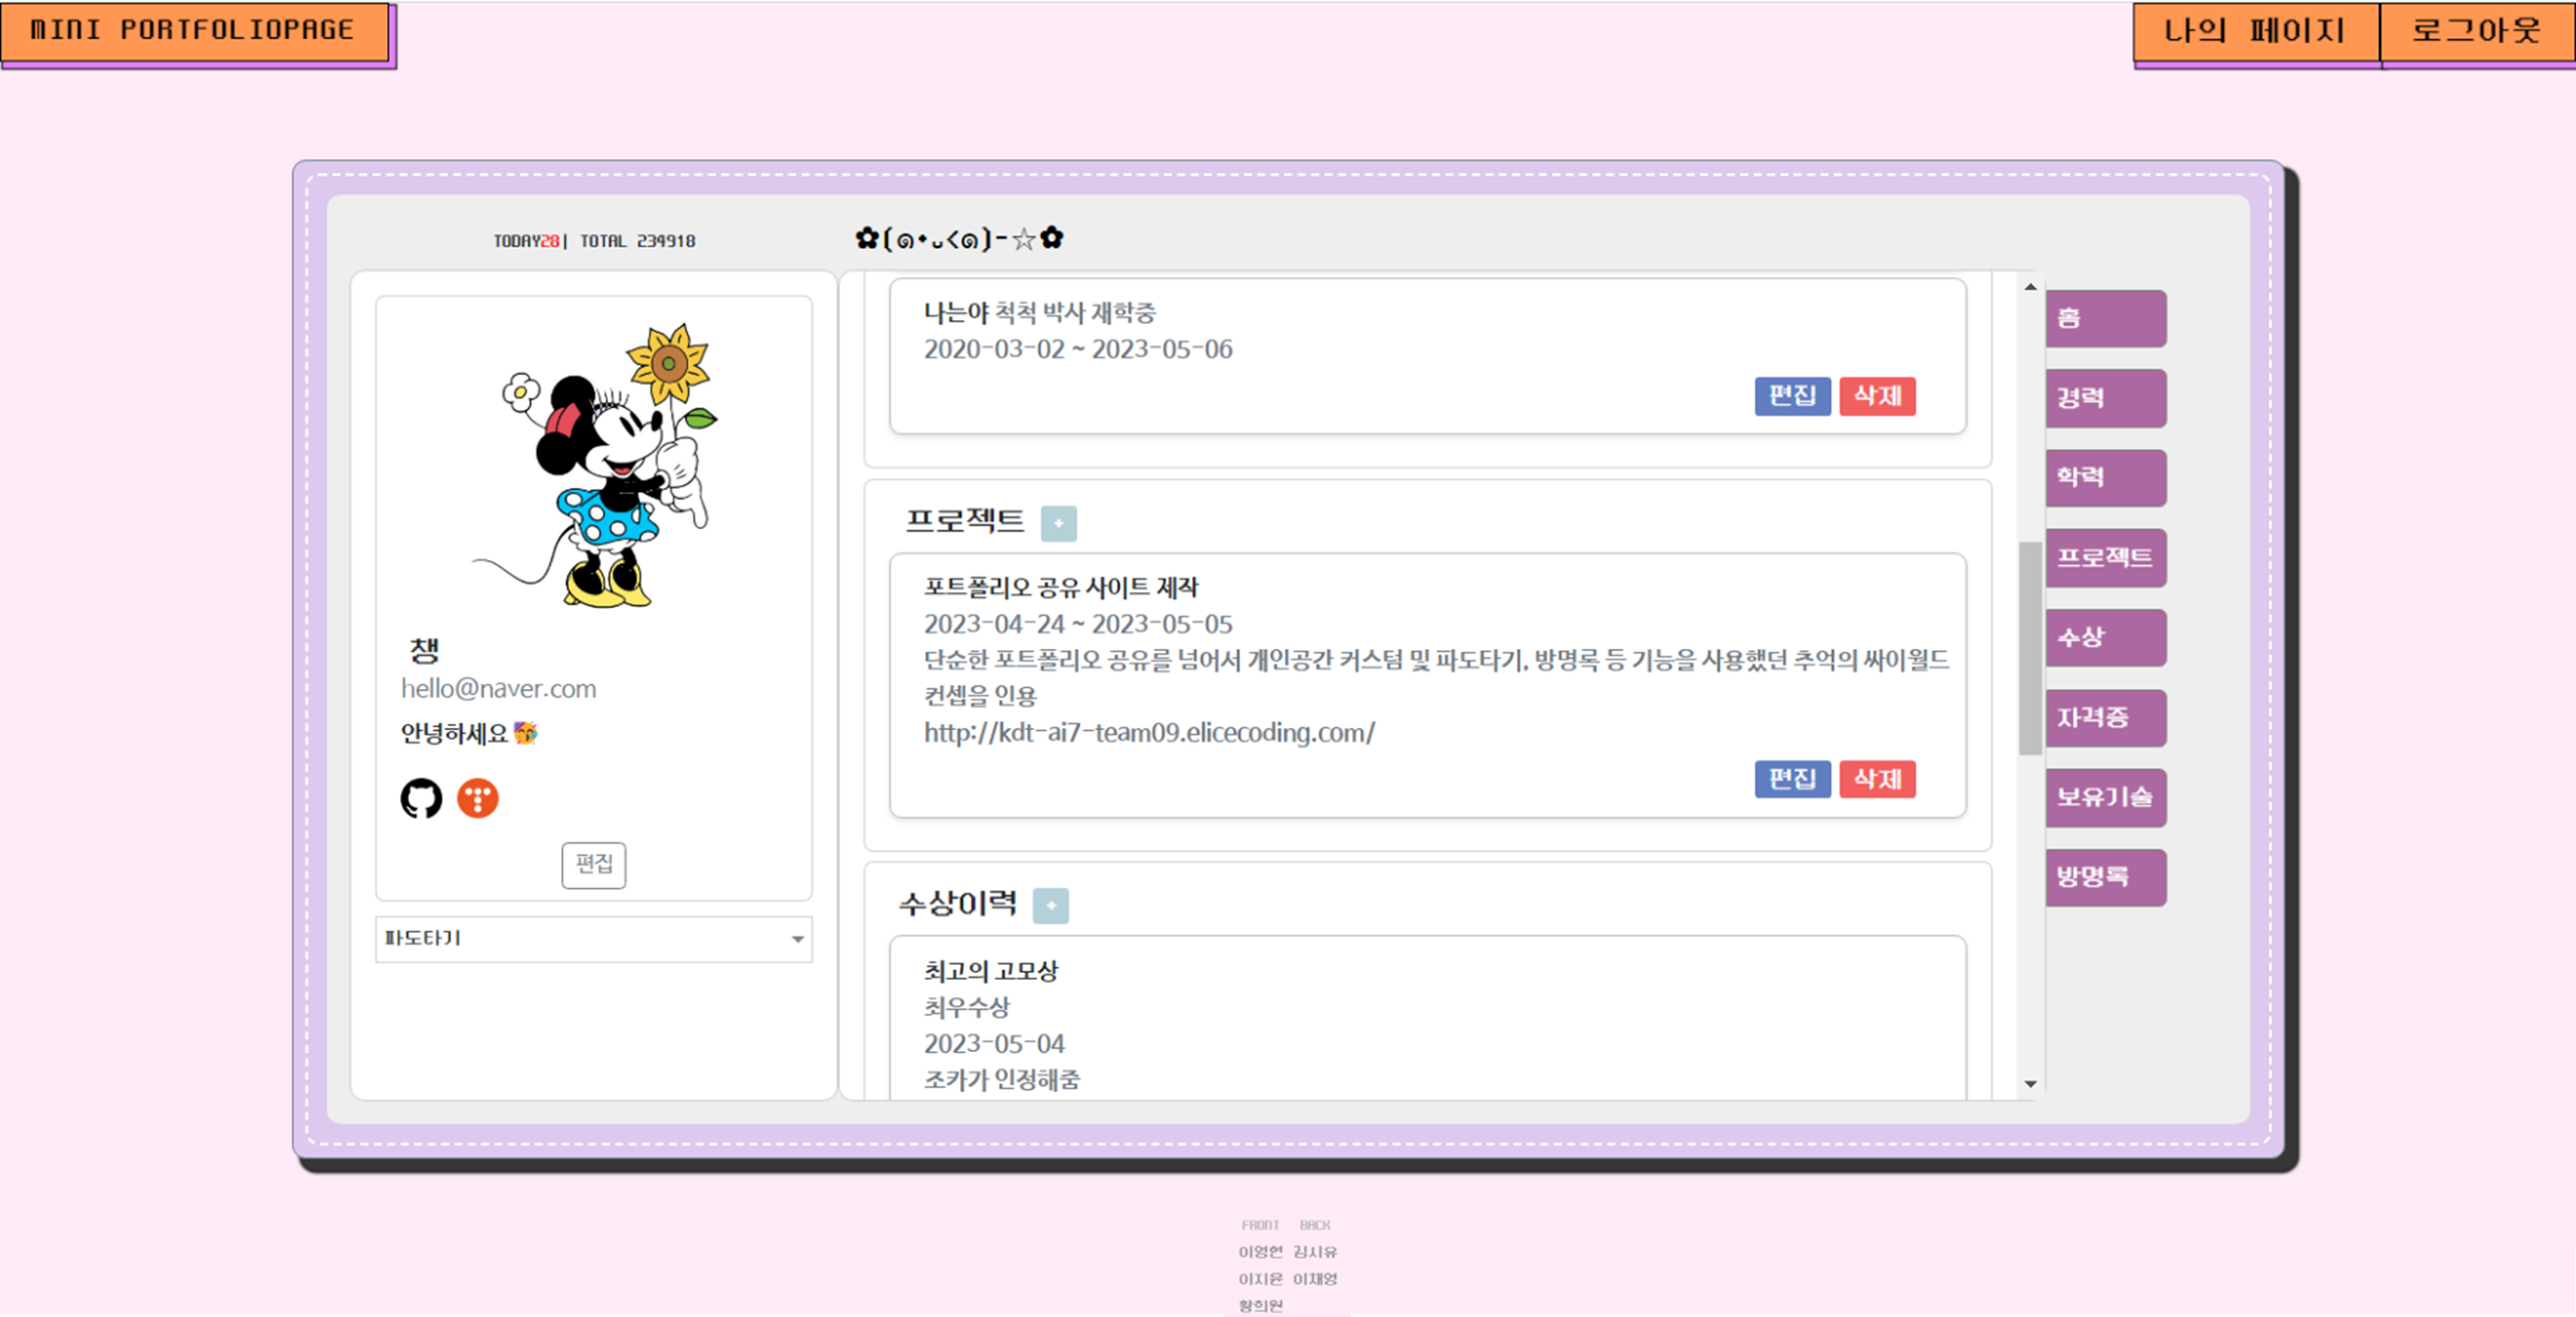 MINI PORTFOLIOPAGE
나의 페이지
로그아웃
TODAY28| TOTAL 234918
✿(๑•ᴗ<๑)-☆✿
챙
hello@naver.com
안녕하세요🥳
편집
파도타기
나는야 척척 박사 재학중
2020-03-02 ~ 2023-05-06
편집 삭제
프로젝트 +
포트폴리오 공유 사이트 제작
2023-04-24 ~ 2023-05-05
단순한 포트폴리오 공유를 넘어서 개인공간 커스텀 및 파도타기, 방명록 등 기능을 사용했던 추억의 싸이월드
컨셉을 인용
http://kdt-ai7-team09.elicecoding.com/
편집 삭제
수상이력 +
최고의 고모상
최우수상
2023-05-04
조카가 인정해줌
홈
경력
학력
프로젝트
수상
자격증
보유기술
방명록
FRONT BACK
이영현 김시유
이지윤 이채영
황희원